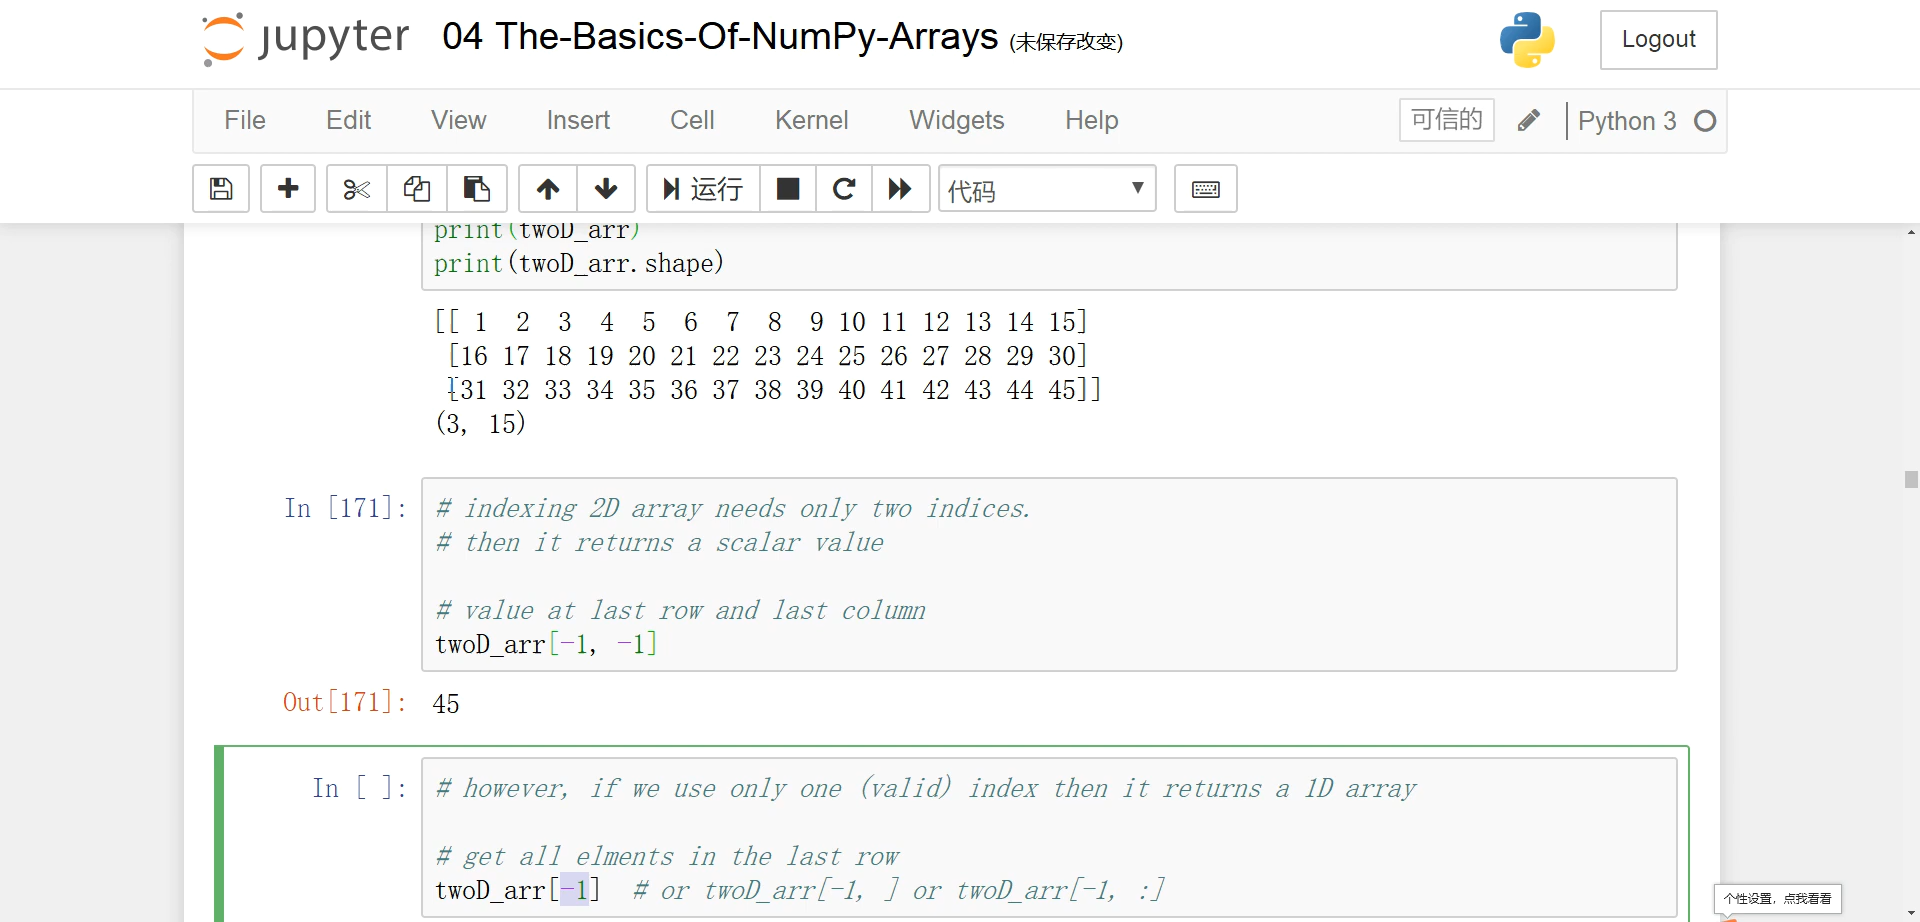 jupyter 04 The-Basics-Of-NumPy-Arrays (未保存改变) Logout
File Edit View Insert Cell Kernel Widgets Help 可信的 Python 3
运行 代码
print(twoD_arr)
print(twoD_arr.shape)
[[ 1  2  3  4  5  6  7  8  9 10 11 12 13 14 15]
 [16 17 18 19 20 21 22 23 24 25 26 27 28 29 30]
 [31 32 33 34 35 36 37 38 39 40 41 42 43 44 45]]
(3, 15)
In [171]: # indexing 2D array needs only two indices.
# then it returns a scalar value
# value at last row and last column
twoD_arr[-1, -1]
Out[171]: 45
In [ ]: # however, if we use only one (valid) index then it returns a 1D array
# get all elments in the last row
twoD_arr[-1]  # or twoD_arr[-1, ] or twoD_arr[-1, :]
个性设置，点我看看